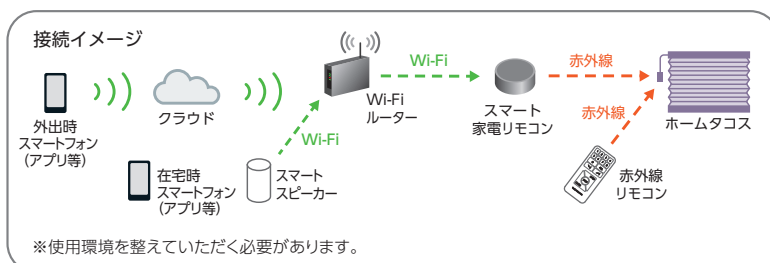 接続イメージ
外出時
スマートフォン
（アプリ等）
クラウド
在宅時
スマートフォン
（アプリ等）
スマート
スピーカー
Wi-Fi
Wi-Fi
ルーター
Wi-Fi
スマート
家電リモコン
赤外線
赤外線
赤外線
リモコン
ホームタコス
※使用環境を整えていただく必要があります。